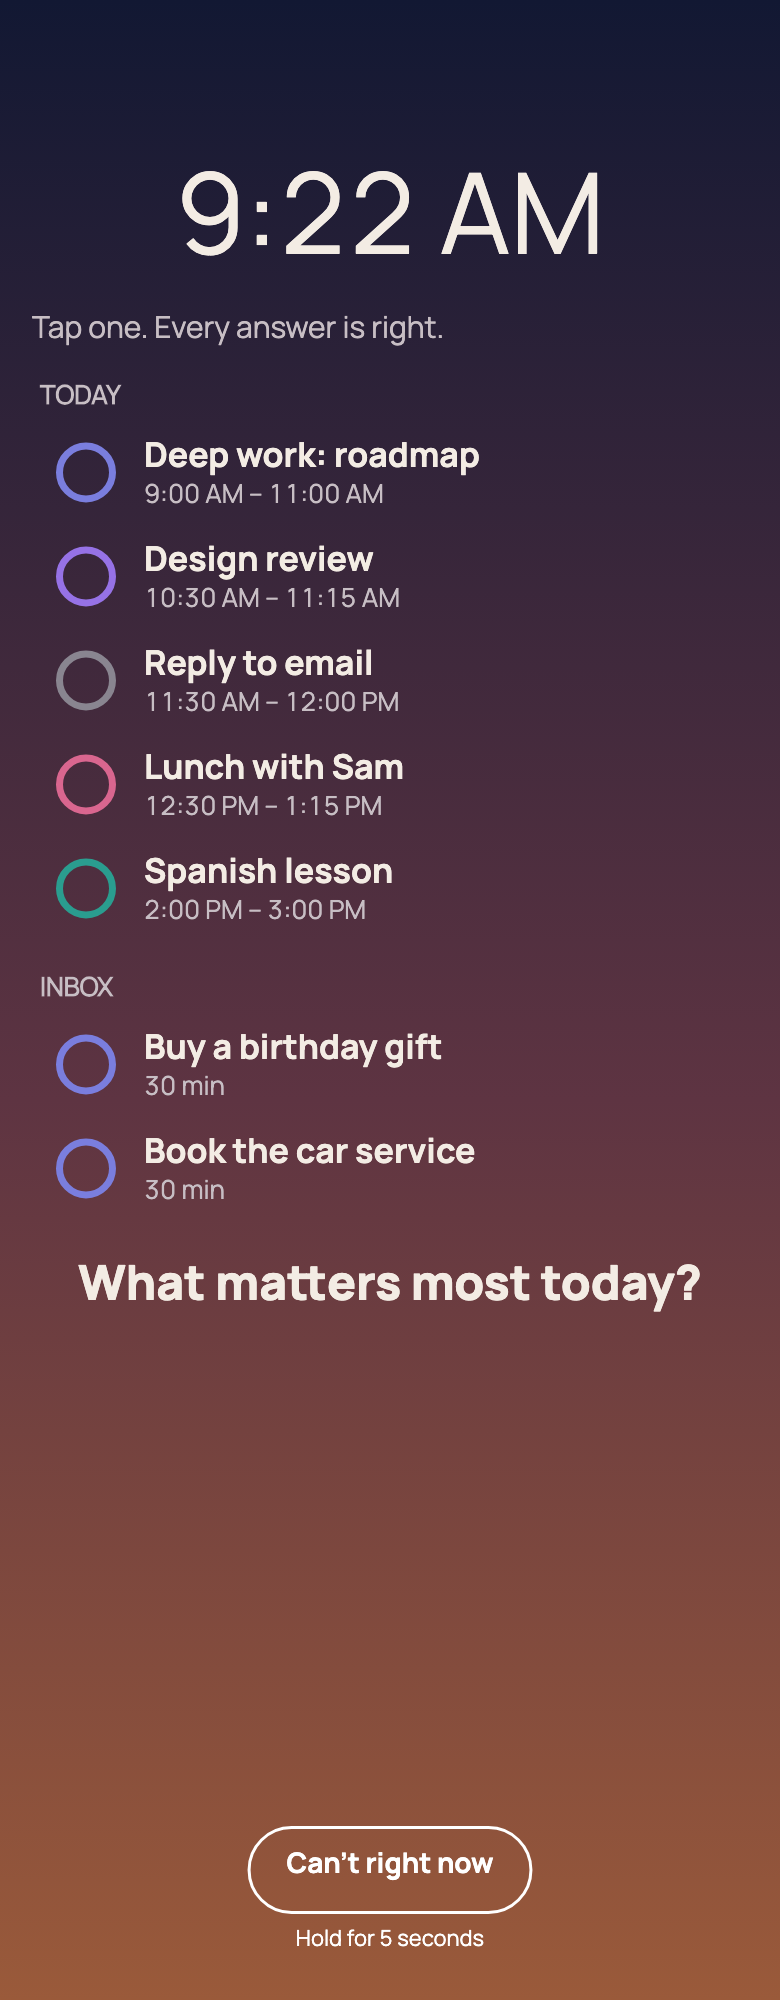 9:22 AM
Tap one. Every answer is right.
TODAY
Deep work: roadmap
9:00 AM – 11:00 AM
Design review
10:30 AM – 11:15 AM
Reply to email
11:30 AM – 12:00 PM
Lunch with Sam
12:30 PM – 1:15 PM
Spanish lesson
2:00 PM – 3:00 PM
INBOX
Buy a birthday gift
30 min
Book the car service
30 min
What matters most today?
Can’t right now
Hold for 5 seconds